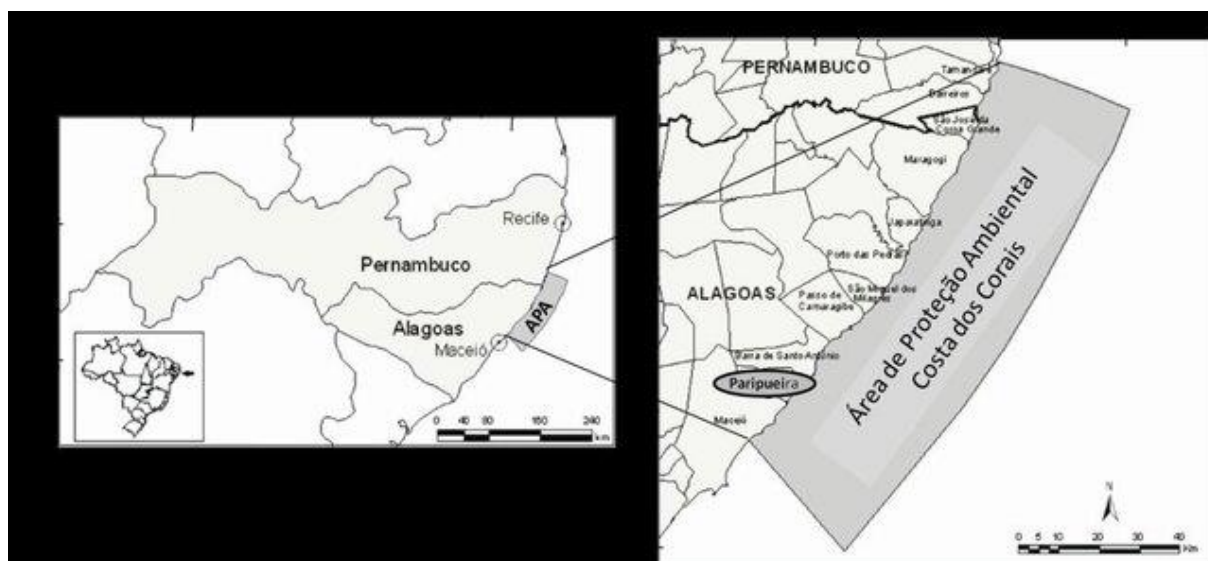 Recife
Pernambuco
Alagoas
Maceió
APA
0 40 80 160 240
km
PERNAMBUCO
Tamandaré
Barreiros
São José da
Coroa Grande
Maragogi
Japaratinga
Porto das Pedras
ALAGOAS
São Miguel dos
Milagres
Passo de
Camaragibe
Barra de Santo Antônio
Paripueira
Maceió
Área de Proteção Ambiental
Costa dos Corais
N
0 5 10 20 30 40
Km